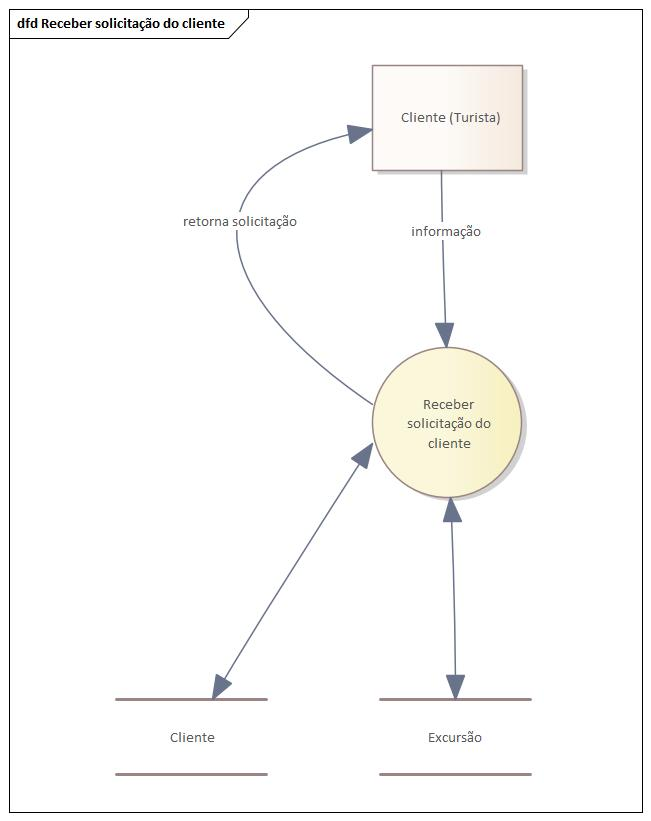 dfd Receber solicitação do cliente
Cliente (Turista)
retorna solicitação
informação
Receber
solicitação do
cliente
Cliente
Excursão